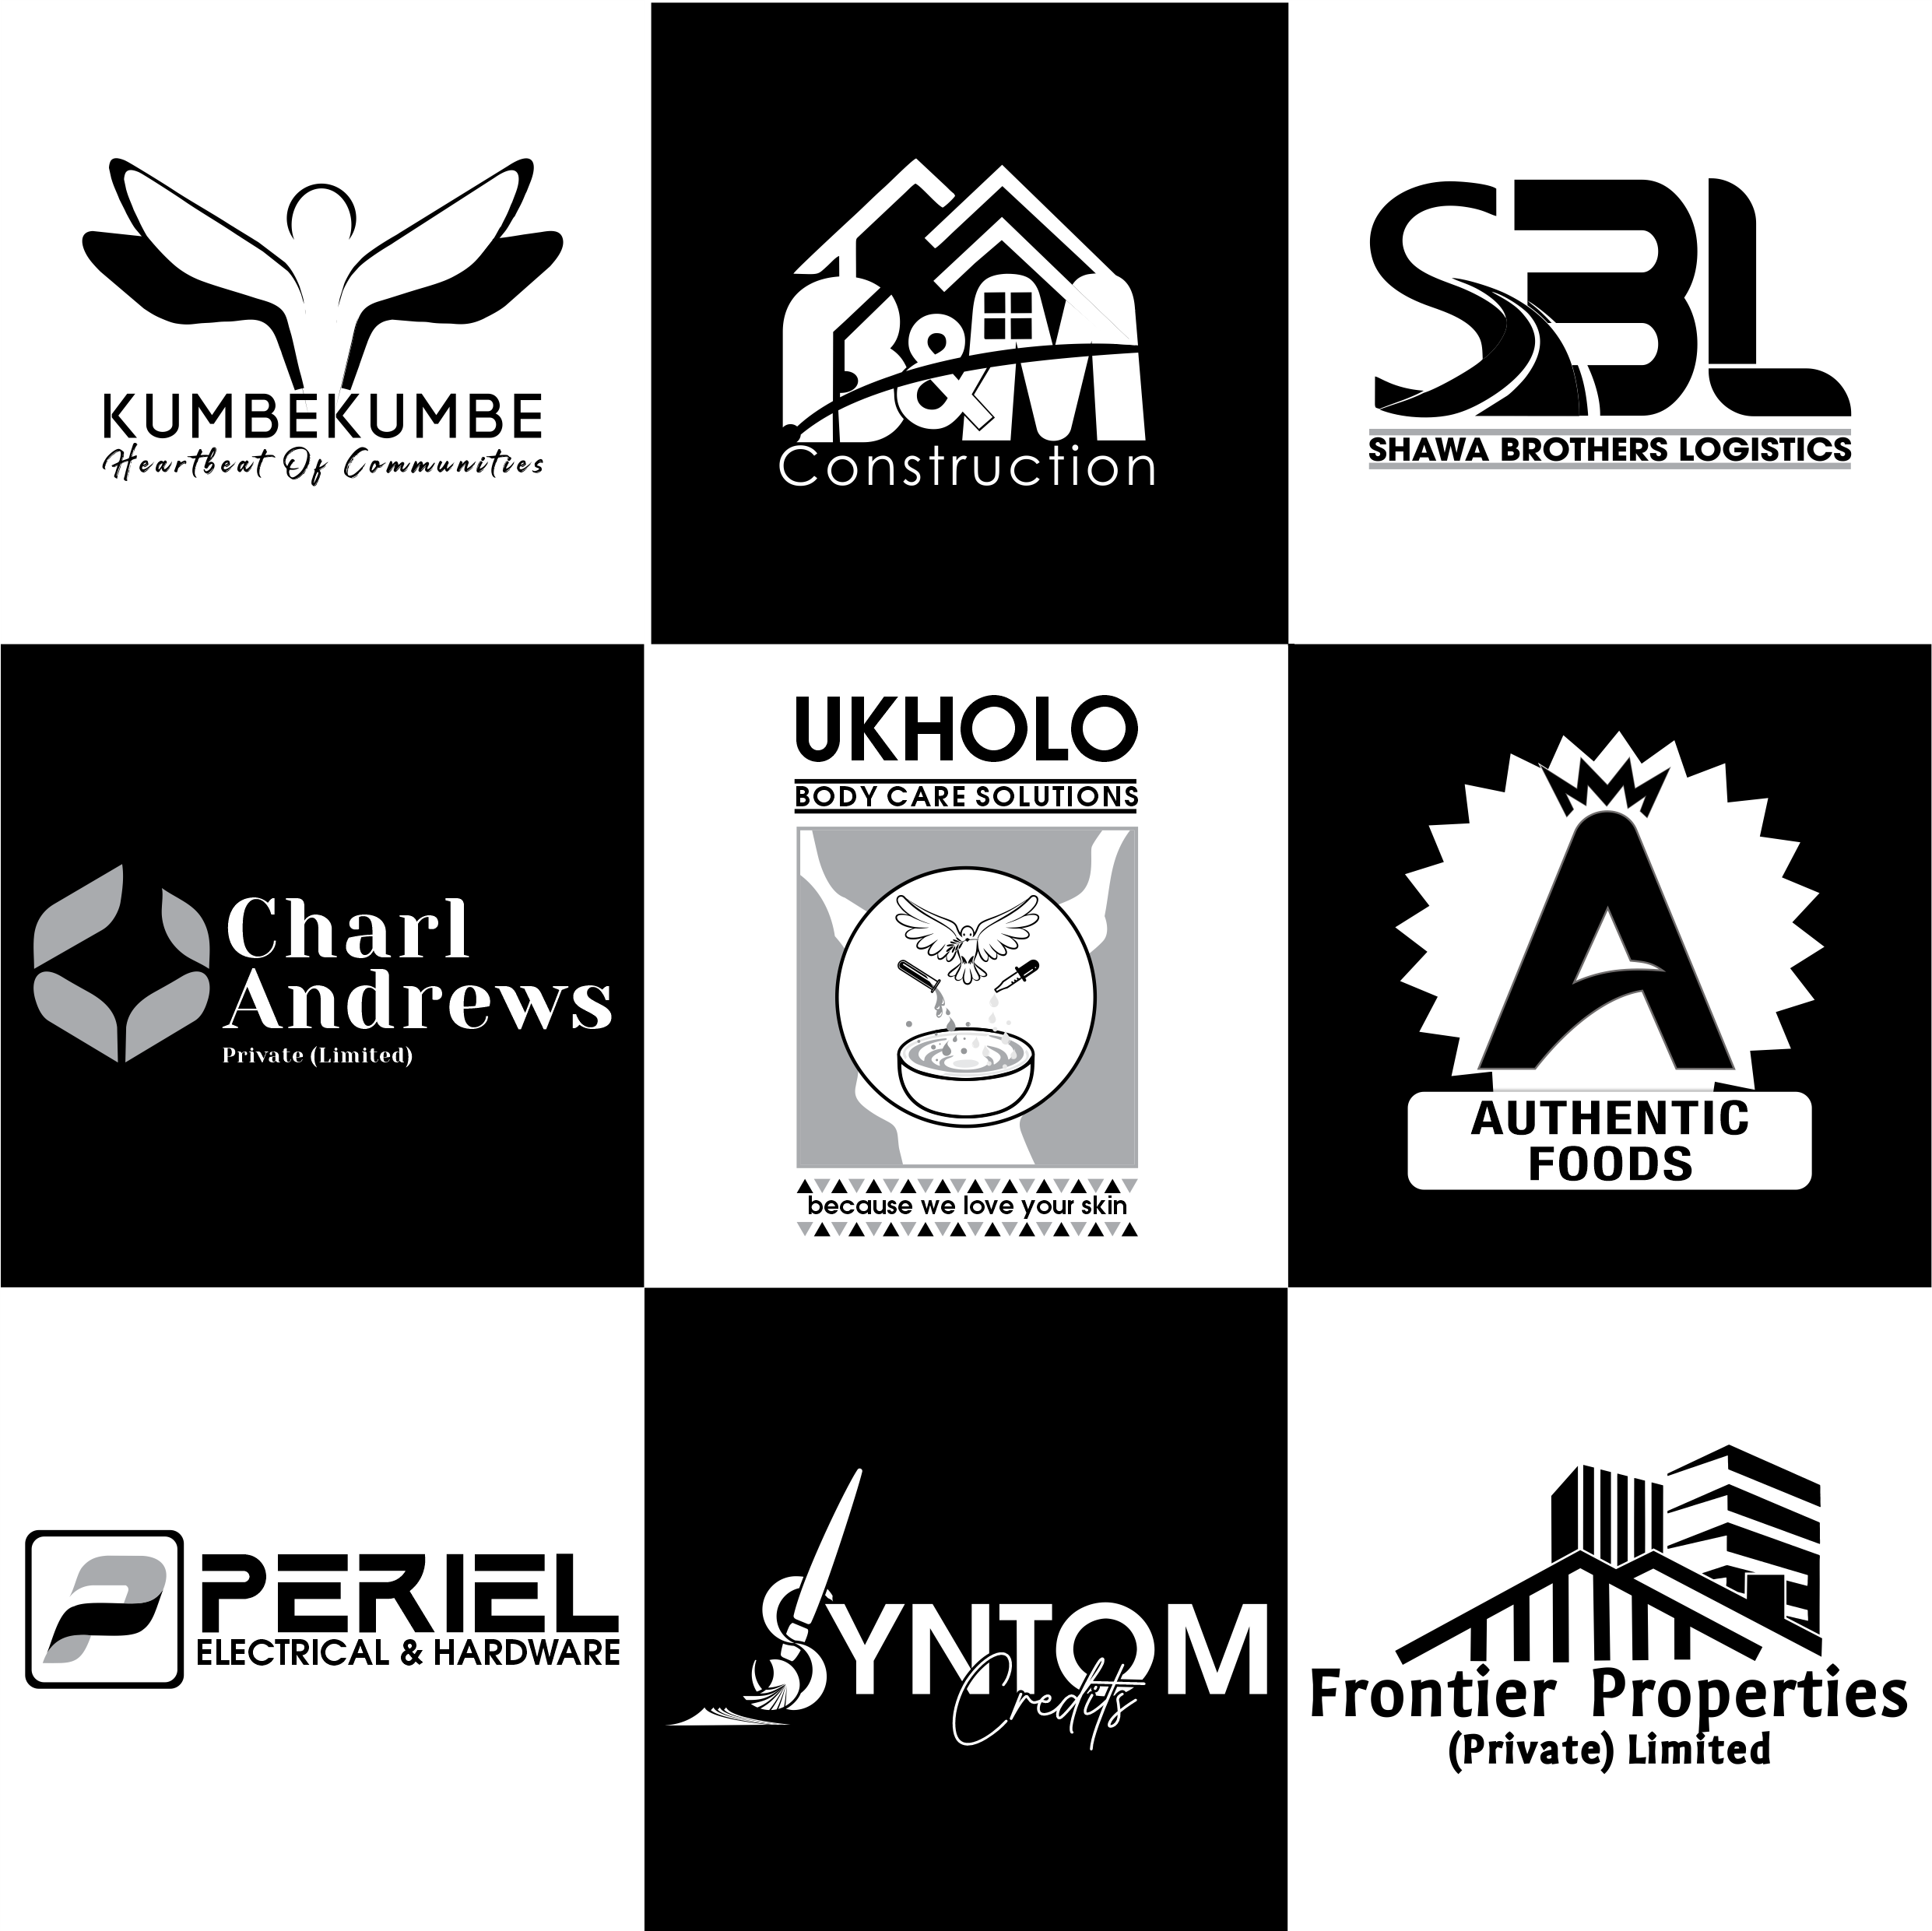 KUMBEKUMBE
Heartbeat Of Communities
B&M
Construction
SBL
SHAWA BROTHERS LOGISTICS
Charl
Andrews
Private (Limited)
UKHOLO
BODY CARE SOLUTIONS
because we love your skin
A
AUTHENTIC
FOODS
P
PERIEL
ELECTRICAL & HARDWARE
SYNTOM
Credits
Frontier Properties
(Private) Limited